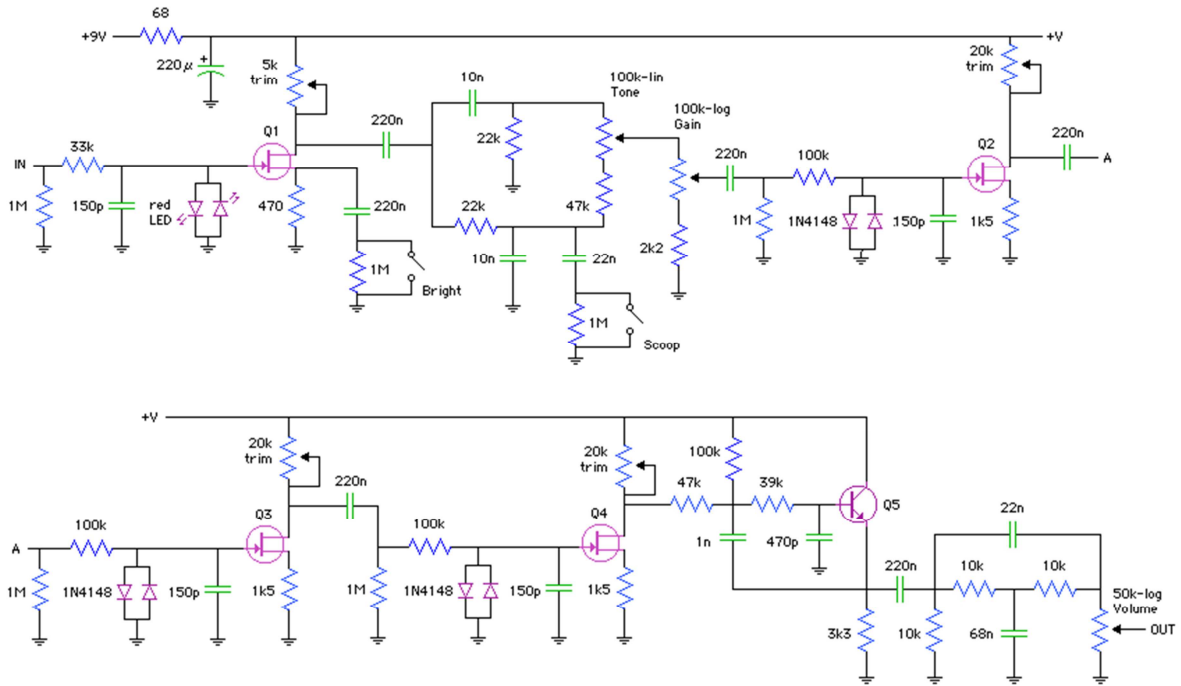 68
+9V
+V
220μ
+
5k
trim
20k
trim
10n
100k-lin
Tone
100k-log
Gain
Q1
220n
22k
220n
Q2
220n
A
IN
33k
100k
1M
150p
red
LED
470
220n
22k
47k
1M
1N4148
150p
1k5
1M
Bright
10n
22n
2k2
1M
Scoop
+V
20k
trim
20k
trim
100k
220n
47k
39k
Q3
Q4
Q5
A
100k
100k
1n
470p
22n
1M
1N4148
150p
1k5
1M
1N4148
150p
1k5
220n
10k
10k
50k-log
Volume
3k3
10k
68n
OUT